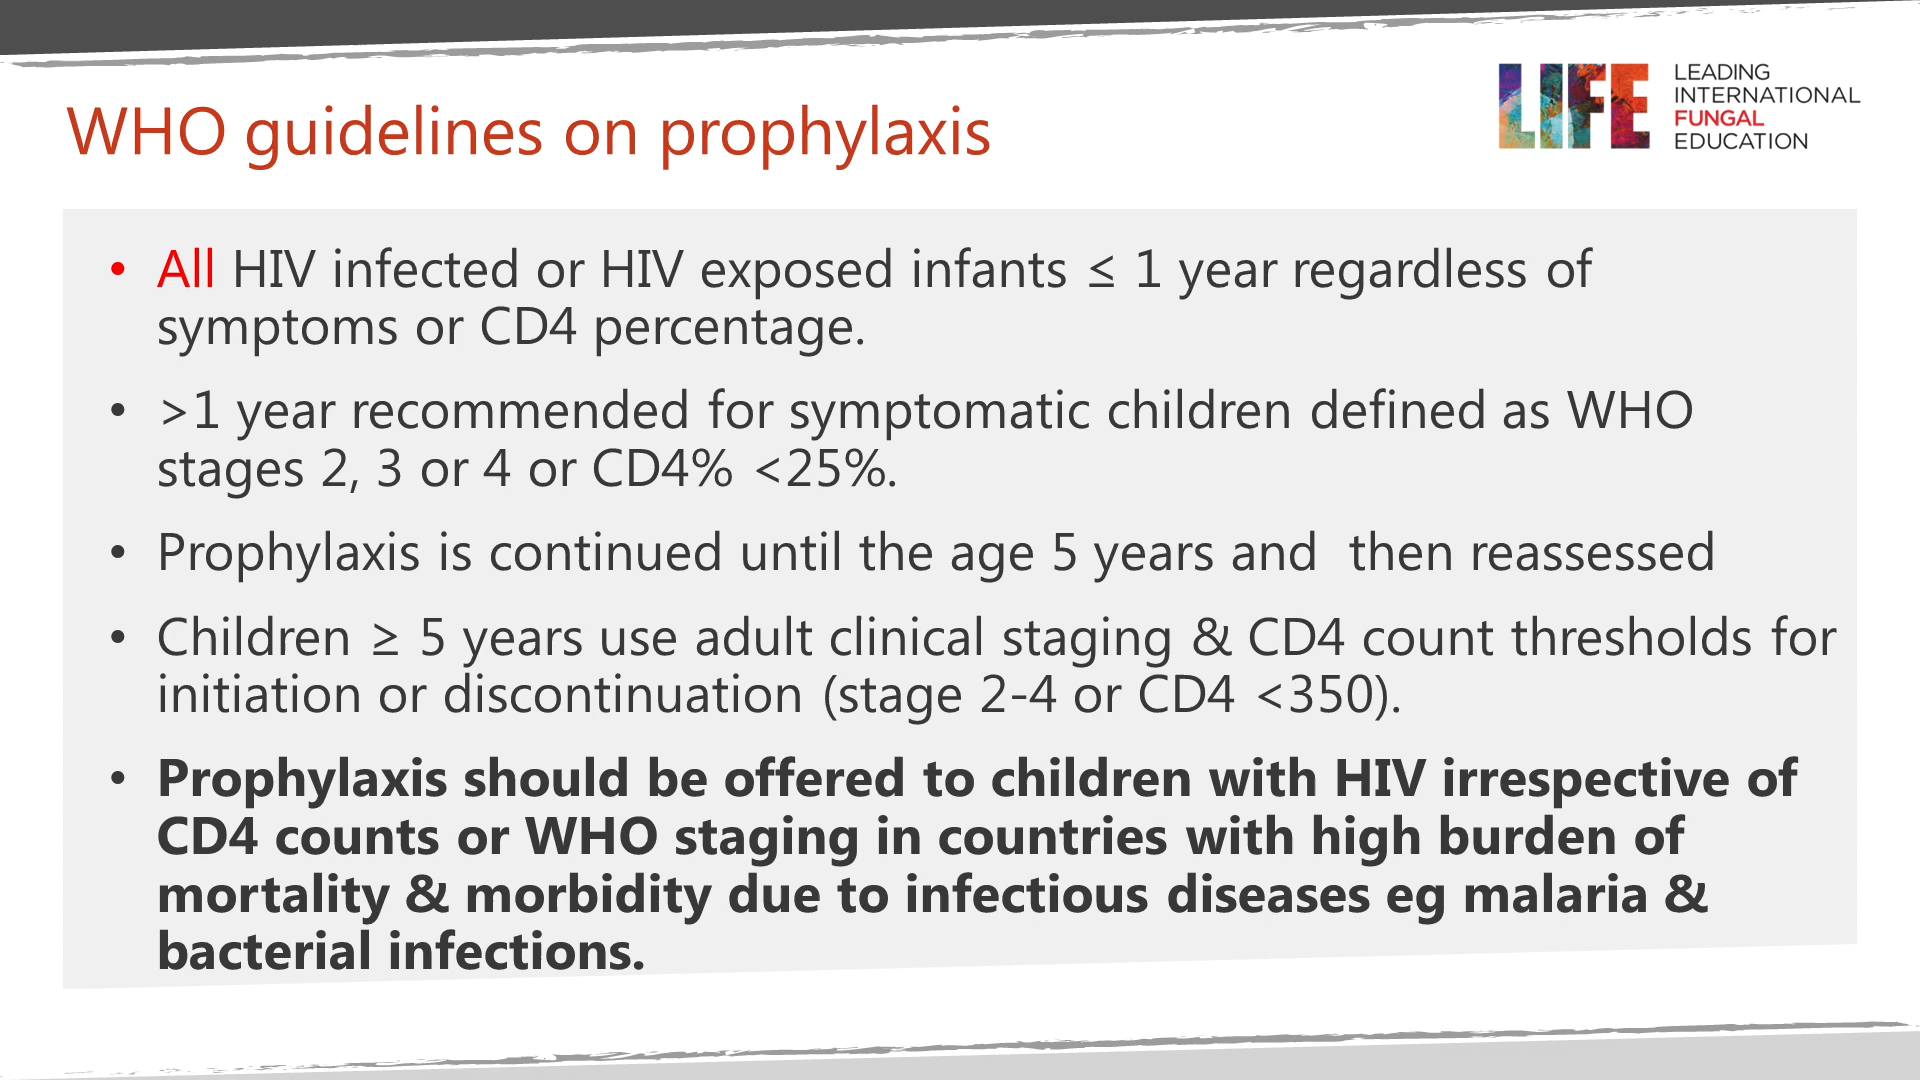 WHO guidelines on prophylaxis
LIFE
LEADING
INTERNATIONAL
FUNGAL
EDUCATION
• All HIV infected or HIV exposed infants ≤ 1 year regardless of
symptoms or CD4 percentage.
• >1 year recommended for symptomatic children defined as WHO
stages 2, 3 or 4 or CD4% <25%.
• Prophylaxis is continued until the age 5 years and  then reassessed
• Children ≥ 5 years use adult clinical staging & CD4 count thresholds for
initiation or discontinuation (stage 2-4 or CD4 <350).
• Prophylaxis should be offered to children with HIV irrespective of
CD4 counts or WHO staging in countries with high burden of
mortality & morbidity due to infectious diseases eg malaria &
bacterial infections.